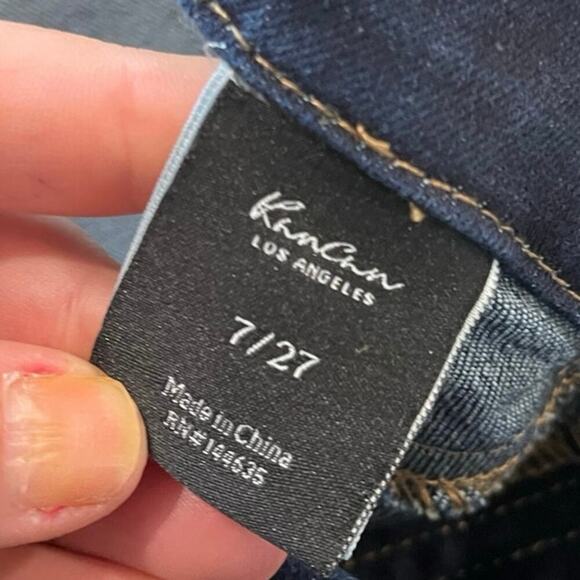 KanCan
LOS ANGELES
7/27
Made in China
RN#144635